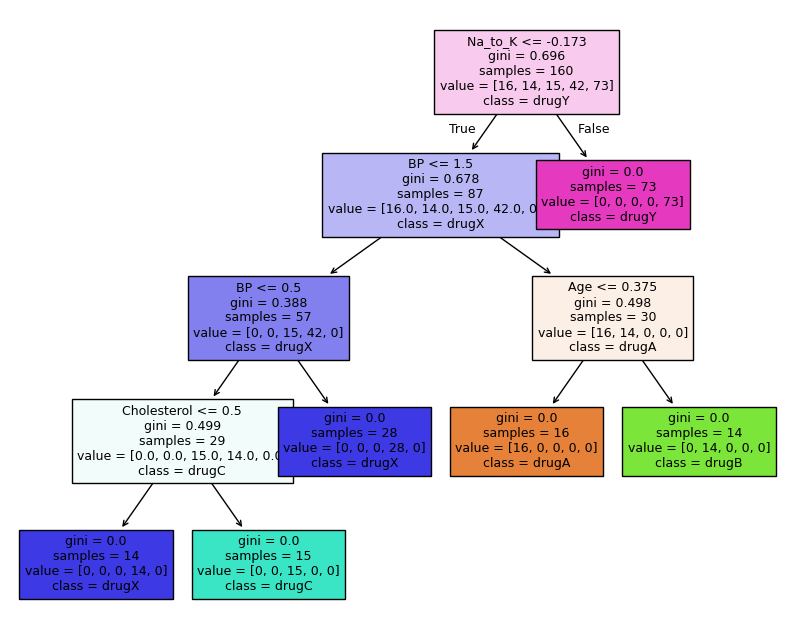 Na_to_K <= -0.173
gini = 0.696
samples = 160
value = [16, 14, 15, 42, 73]
class = drugY
True
False
BP <= 1.5
gini = 0.678
samples = 87
value = [16.0, 14.0, 15.0, 42.0, 0
class = drugX
gini = 0.0
samples = 73
value = [0, 0, 0, 0, 73]
class = drugY
BP <= 0.5
gini = 0.388
samples = 57
value = [0, 0, 15, 42, 0]
class = drugX
Age <= 0.375
gini = 0.498
samples = 30
value = [16, 14, 0, 0, 0]
class = drugA
Cholesterol <= 0.5
gini = 0.499
samples = 29
value = [0.0, 0.0, 15.0, 14.0, 0.0
class = drugC
gini = 0.0
samples = 28
value = [0, 0, 0, 28, 0]
class = drugX
gini = 0.0
samples = 16
value = [16, 0, 0, 0, 0]
class = drugA
gini = 0.0
samples = 14
value = [0, 14, 0, 0, 0]
class = drugB
gini = 0.0
samples = 14
value = [0, 0, 0, 14, 0]
class = drugX
gini = 0.0
samples = 15
value = [0, 0, 15, 0, 0]
class = drugC